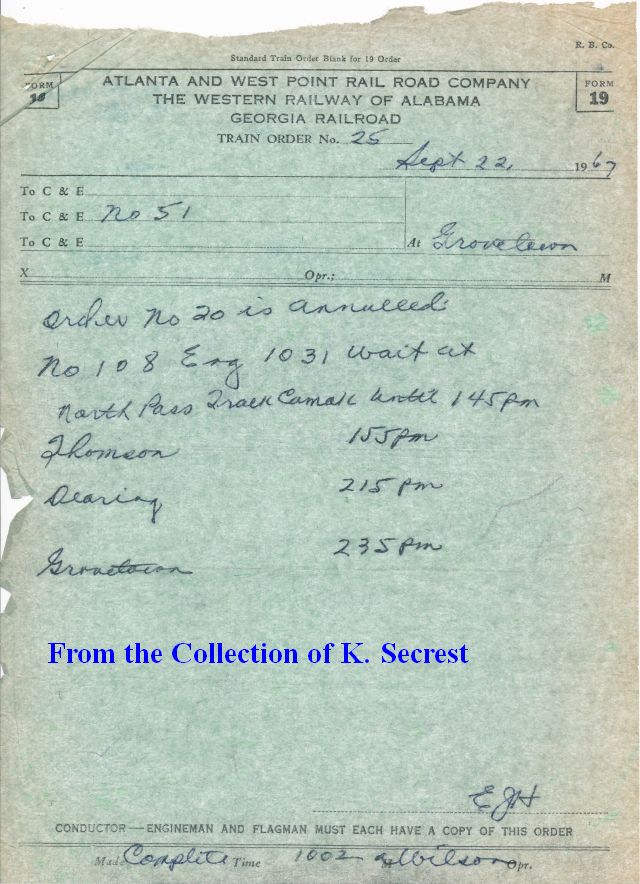 R. B. Co.
Standard Train Order Blank for 19 Order
FORM 19
ATLANTA AND WEST POINT RAIL ROAD COMPANY
FORM 19
THE WESTERN RAILWAY OF ALABAMA
GEORGIA RAILROAD
TRAIN ORDER No. 25
Sept 22, 1967
To C & E
To C & E No 51
To C & E
At Grovetown
X Opr.; M
Order No 20 is annulled
No 108 Eng 1031 wait at
North Pass Track Camak until 145pm
Thomson 155pm
Dearing 215 pm
Grovetown 235pm
From the Collection of K. Secrest
EJH
CONDUCTOR—ENGINEMAN AND FLAGMAN MUST EACH HAVE A COPY OF THIS ORDER
Made Complete Time 1002 a M Wilson Opr.